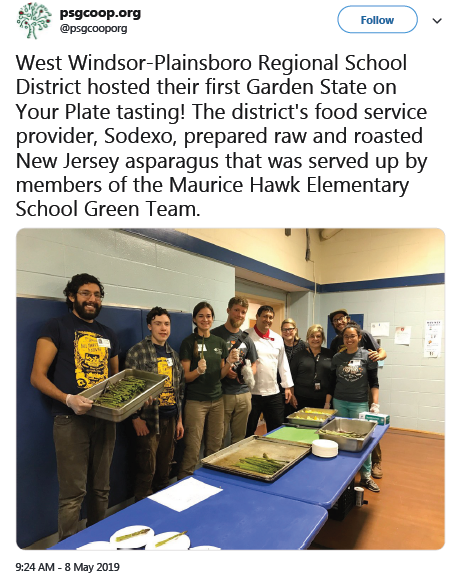 psgcoop.org
@psgcooporg
Follow
West Windsor-Plainsboro Regional School
District hosted their first Garden State on
Your Plate tasting! The district's food service
provider, Sodexo, prepared raw and roasted
New Jersey asparagus that was served up by
members of the Maurice Hawk Elementary
School Green Team.
9:24 AM - 8 May 2019